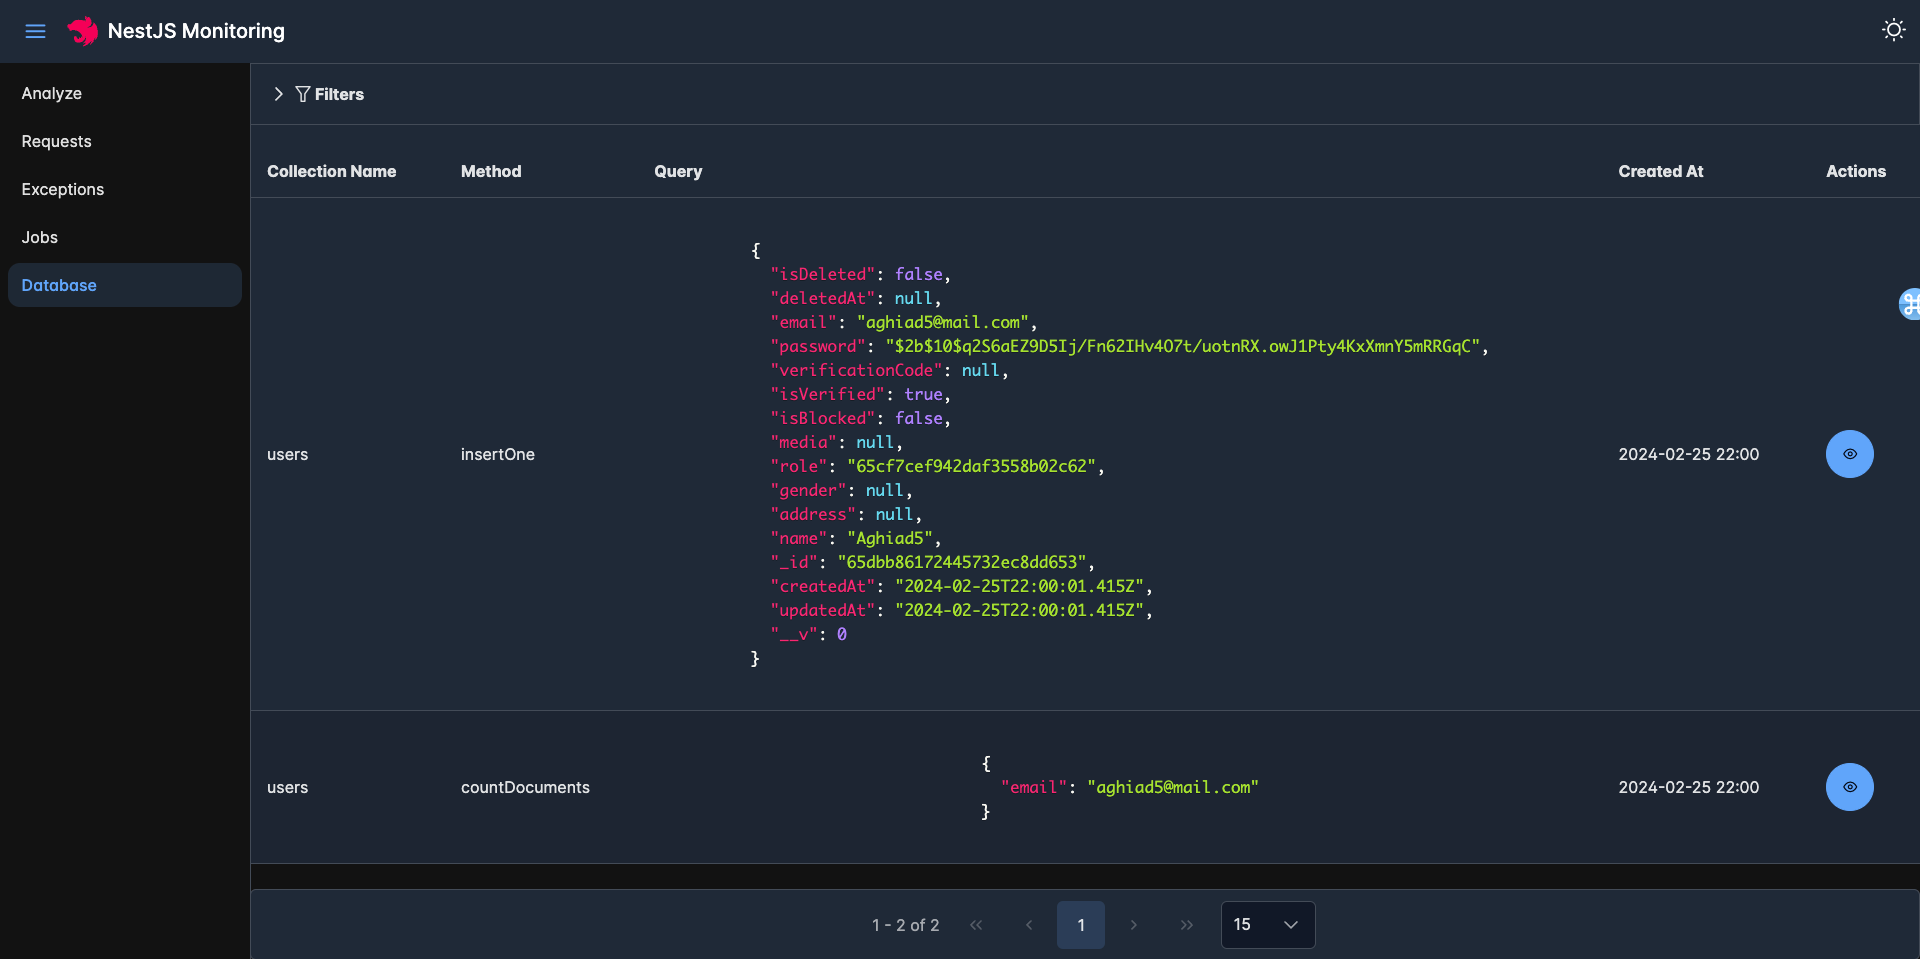 NestJS Monitoring
Analyze
Requests
Exceptions
Jobs
Database
Filters
Collection Name Method Query Created At Actions
{
"isDeleted": false,
"deletedAt": null,
"email": "aghiad5@mail.com",
"password": "$2b$10$q2S6aEZ9D5Ij/Fn62IHv4O7t/uotnRX.owJ1Pty4KxXmnY5mRRGqC",
"verificationCode": null,
"isVerified": true,
"isBlocked": false,
"media": null,
users insertOne 2024-02-25 22:00
"role": "65cf7cef942daf3558b02c62",
"gender": null,
"address": null,
"name": "Aghiad5",
"_id": "65dbb86172445732ec8dd653",
"createdAt": "2024-02-25T22:00:01.415Z",
"updatedAt": "2024-02-25T22:00:01.415Z",
"__v": 0
}
{
users countDocuments "email": "aghiad5@mail.com" 2024-02-25 22:00
}
1 - 2 of 2 « ‹ 1 › » 15